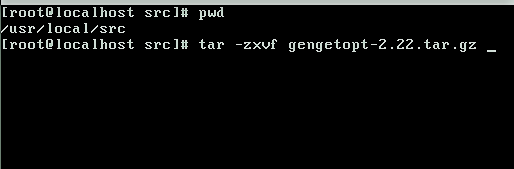 [root@localhost src]# pwd
/usr/local/src
[root@localhost src]# tar -zxvf gengetopt-2.22.tar.gz _